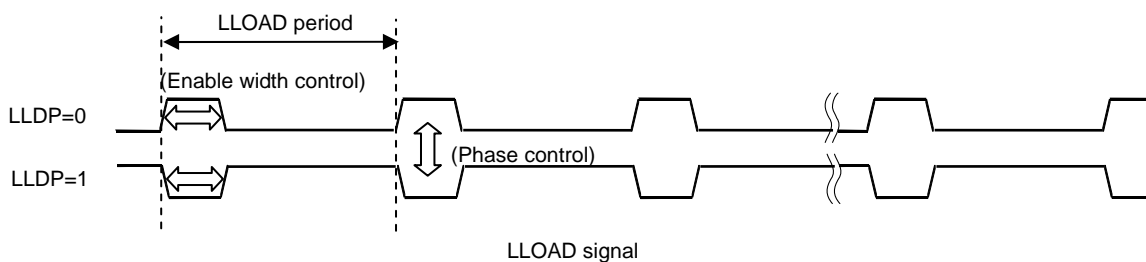 LLOAD period
(Enable width control)
LLDP=0
(Phase control)
LLDP=1
LLOAD signal